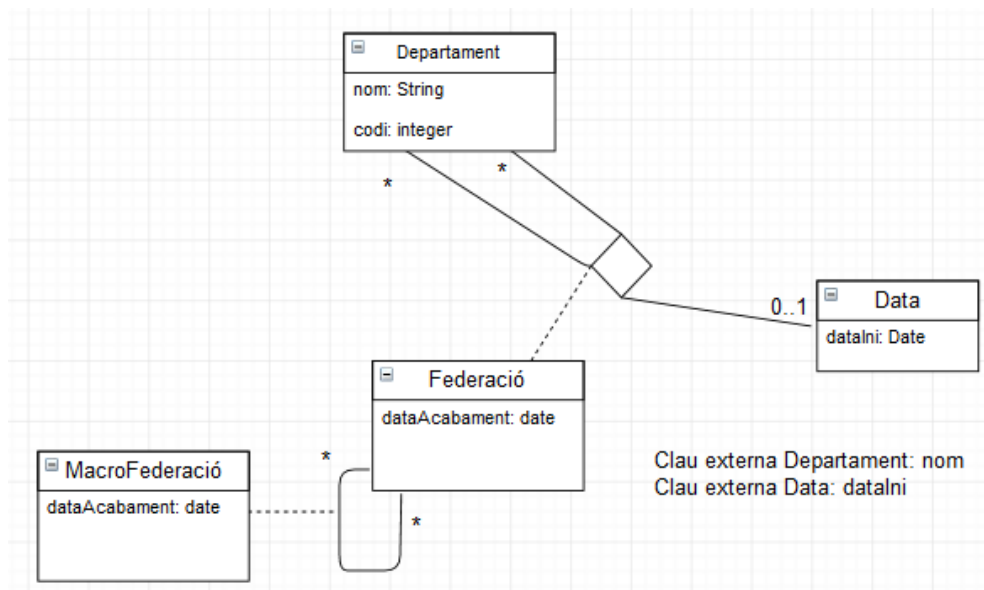 Departament
nom: String
codi: integer
*
*
0..1
Data
dataIni: Date
Federació
dataAcabament: date
*
*
MacroFederació
dataAcabament: date
Clau externa Departament: nom
Clau externa Data: dataIni